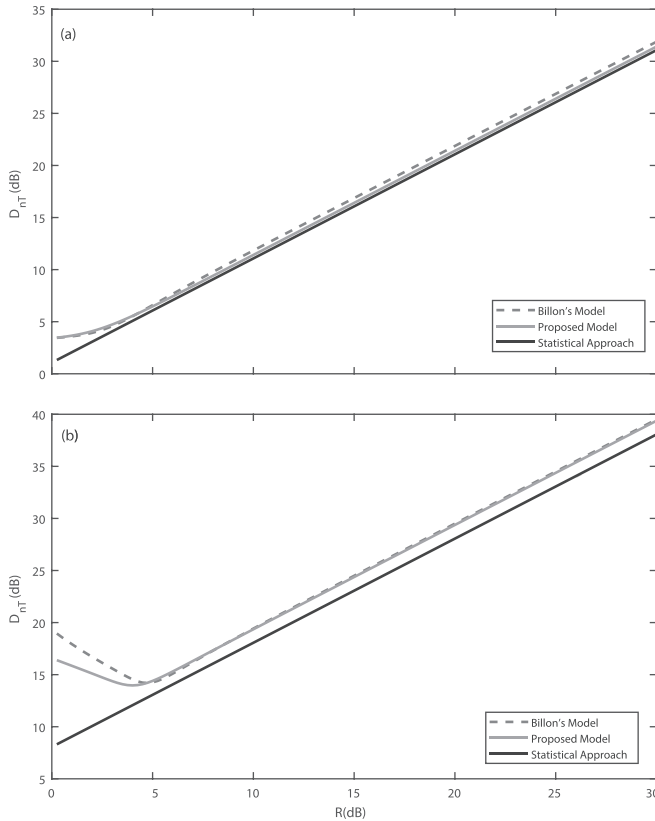 (a)
35
30
25
20
15
10
5
0
D_nT (dB)
Billon's Model
Proposed Model
Statistical Approach
(b)
40
35
30
25
20
15
10
5
D_nT (dB)
Billon's Model
Proposed Model
Statistical Approach
0 5 10 15 20 25 30
R(dB)